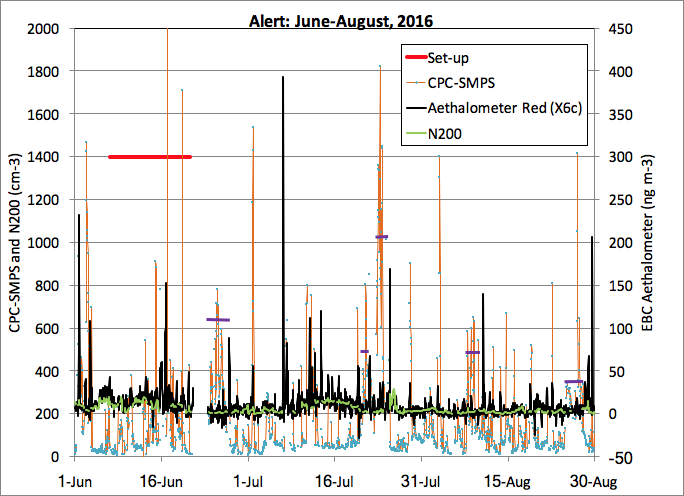 Alert: June-August, 2016
2000
1800
1600
1400
1200
1000
800
600
400
200
0
CPC-SMPS and N200 (cm-3)
Set-up
CPC-SMPS
Aethalometer Red (X6c)
N200
450
400
350
300
250
200
150
100
50
0
-50
EBC Aethalometer (ng m-3)
1-Jun
16-Jun
1-Jul
16-Jul
31-Jul
15-Aug
30-Aug